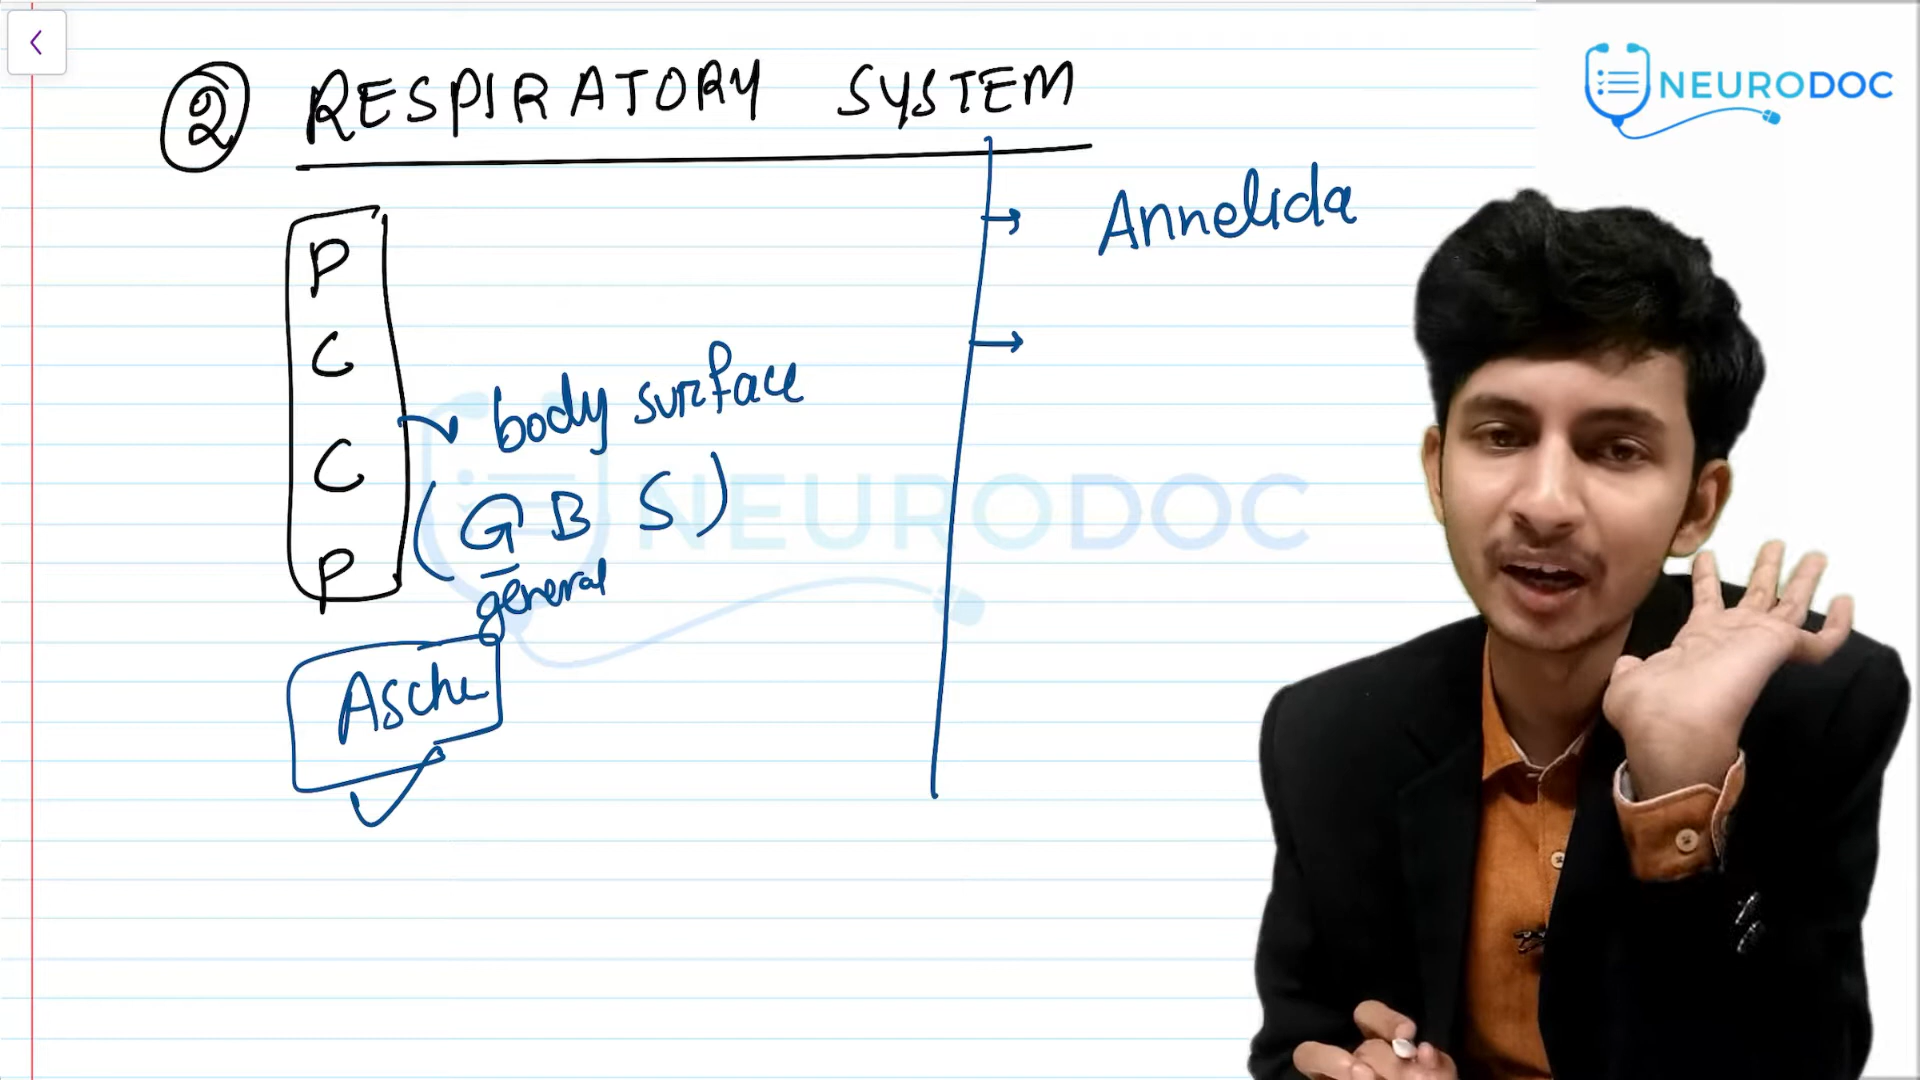 ② RESPIRATORY SYSTEM
NEURODOC
P
C
C
P
body surface
(G B S)
general
Asche
Annelida
NEURODOC